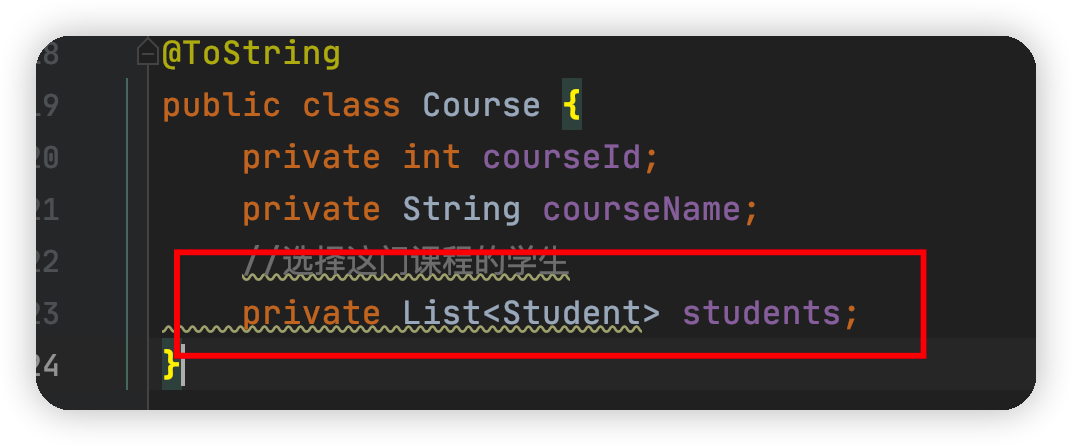 18 @ToString
19 public class Course {
20 private int courseId;
21 private String courseName;
22 //选择这门课程的学生
23 private List<Student> students;
24 }